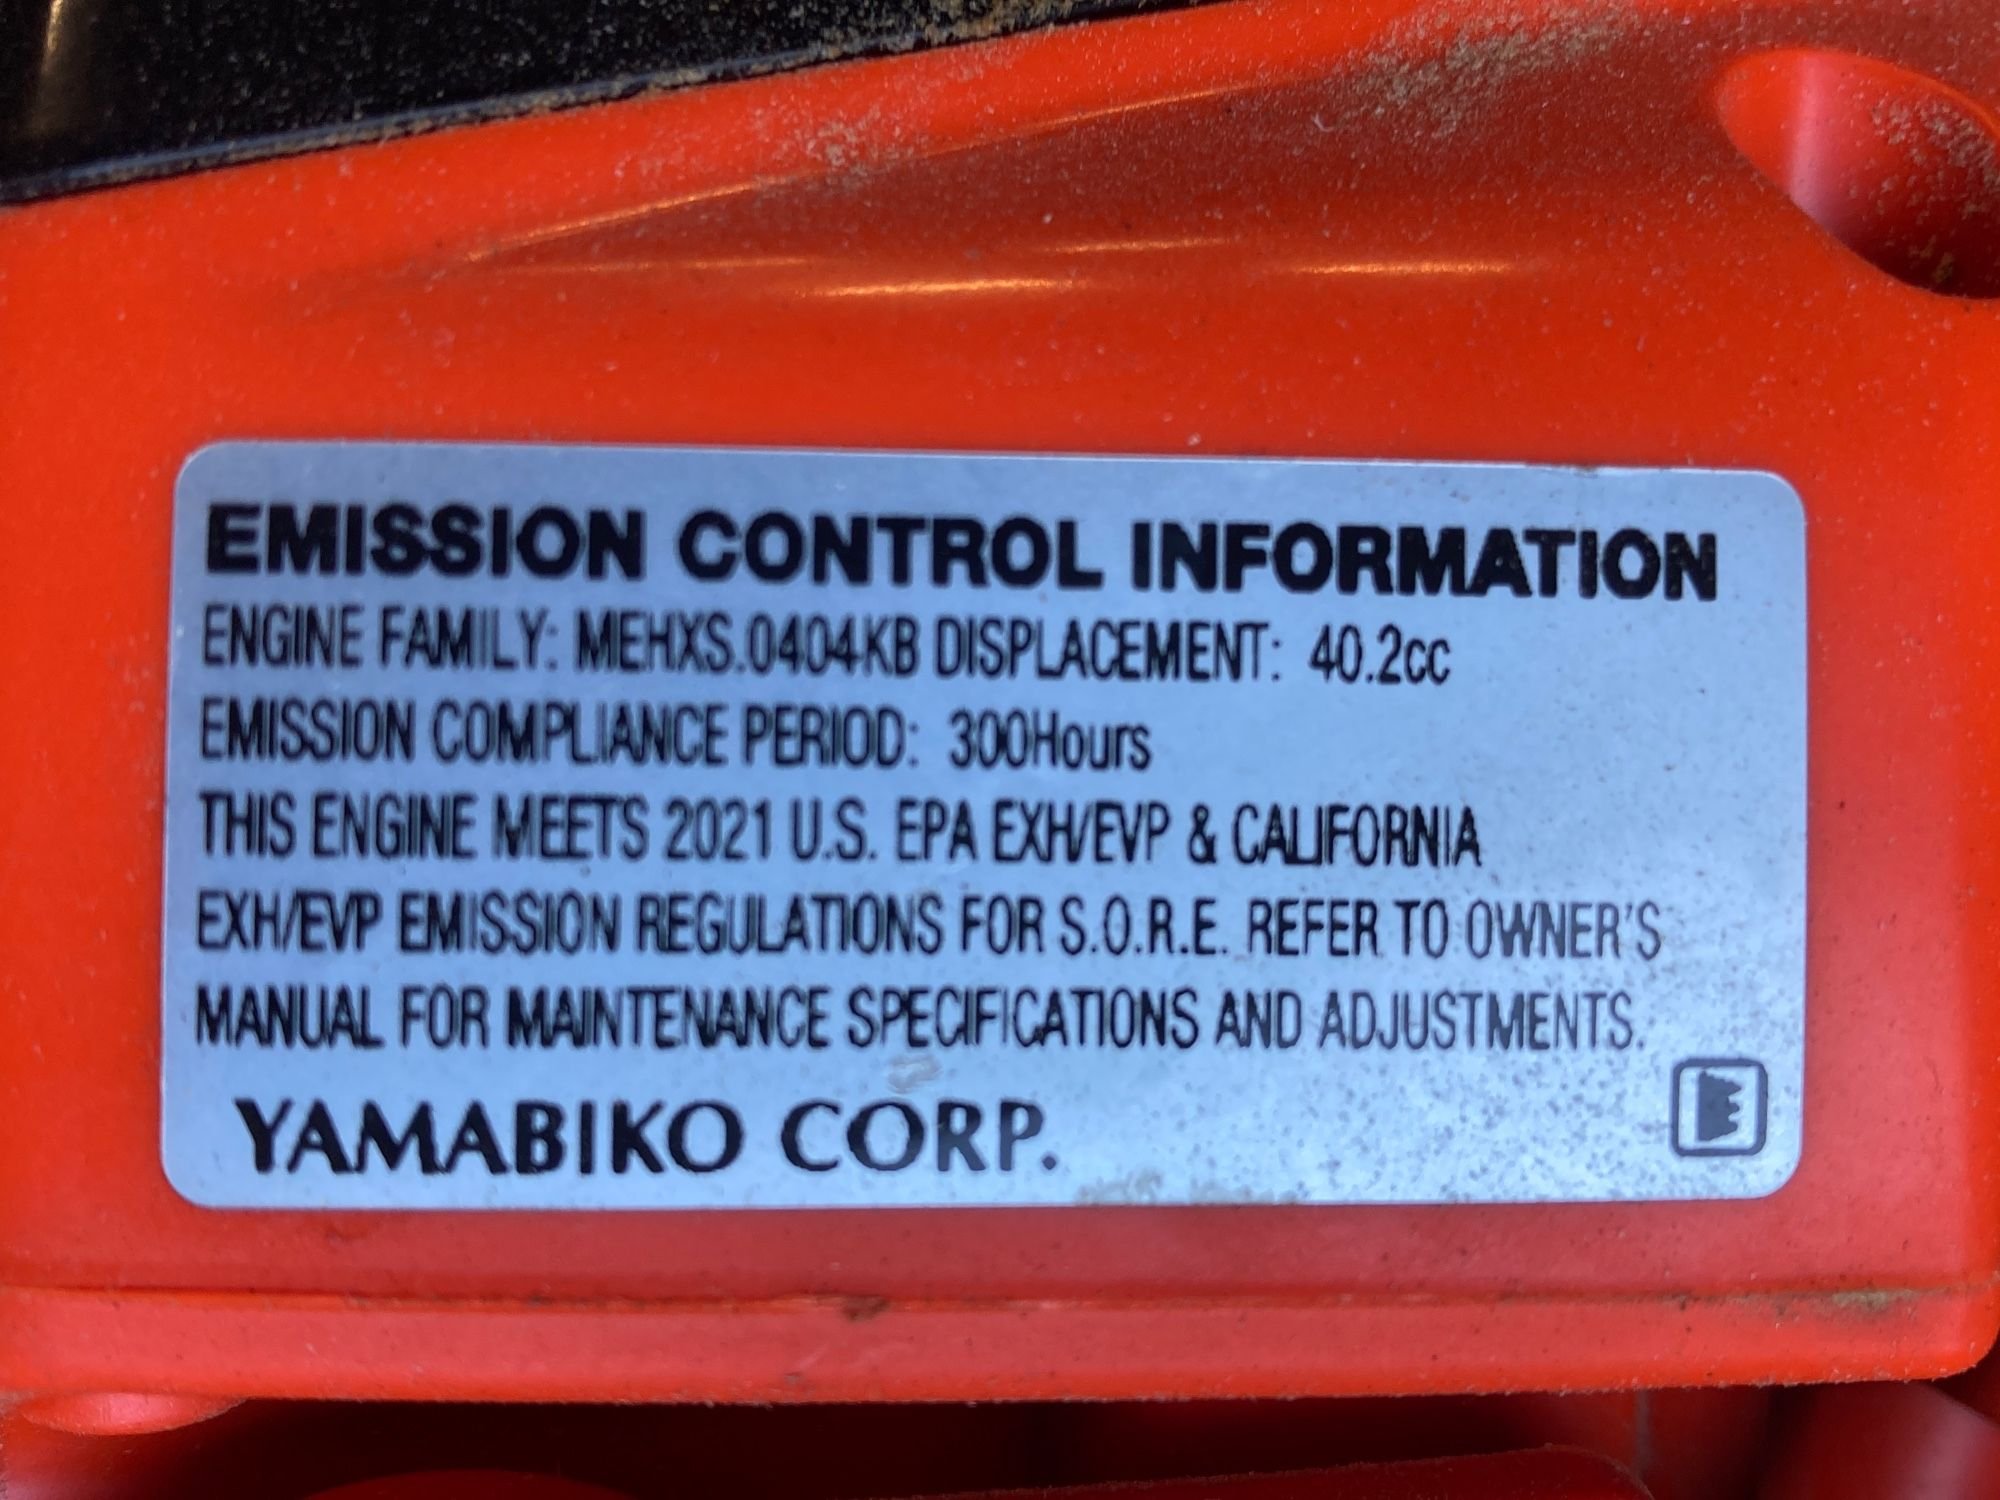 EMISSION CONTROL INFORMATION
ENGINE FAMILY: MEHXS.0404KB DISPLACEMENT: 40.2cc
EMISSION COMPLIANCE PERIOD: 300Hours
THIS ENGINE MEETS 2021 U.S. EPA EXH/EVP & CALIFORNIA
EXH/EVP EMISSION REGULATIONS FOR S.O.R.E. REFER TO OWNER'S
MANUAL FOR MAINTENANCE SPECIFICATIONS AND ADJUSTMENTS.
YAMABIKO CORP.